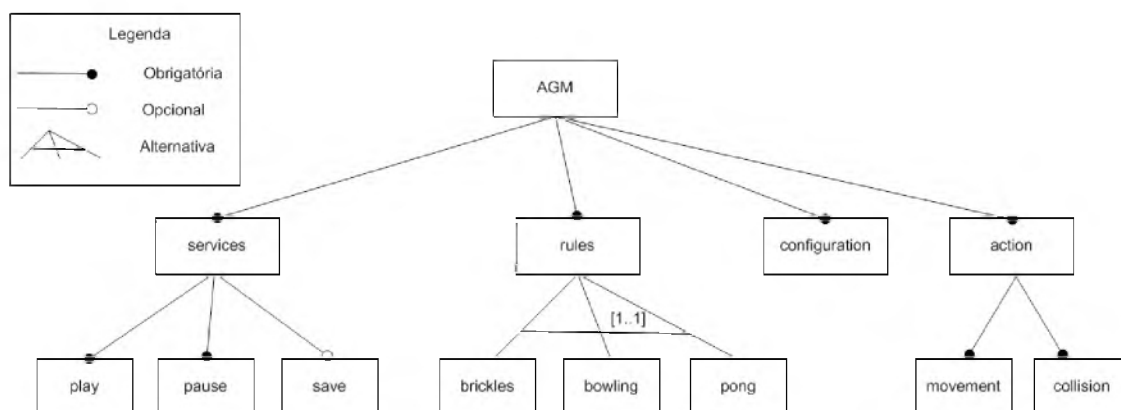 Legenda
Obrigatória
Opcional
Alternativa
AGM
services
rules
configuration
action
[1..1]
play
pause
save
brickles
bowling
pong
movement
collision